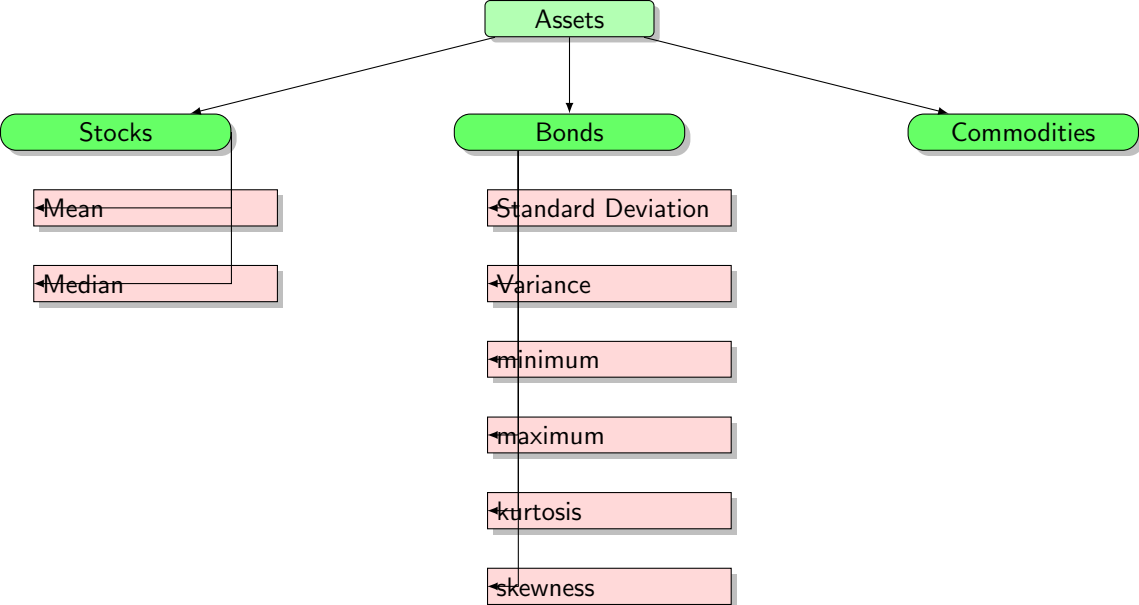 Assets
Stocks
Bonds
Commodities
Mean
Standard Deviation
Median
Variance
minimum
maximum
kurtosis
skewness